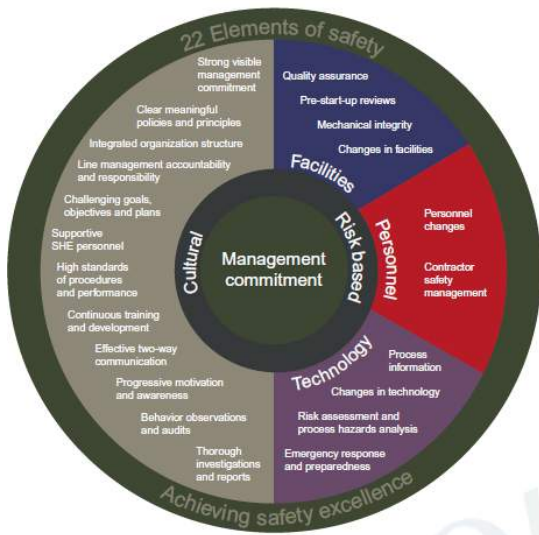 22 Elements of safety
Strong visible
management
commitment
Clear meaningful
policies and principles
Integrated organization structure
Line management accountability
and responsibility
Challenging goals,
objectives and plans
Supportive
SHE personnel
High standards
of procedures
and performance
Continuous training
and development
Effective two-way
communication
Progressive motivation
and awareness
Behavior observations
and audits
Thorough
investigations
and reports
Quality assurance
Pre-start-up reviews
Mechanical integrity
Changes in facilities
Facilities
Personnel
changes
Contractor
safety
management
Personnel
Process
information
Changes in technology
Risk assessment and
process hazards analysis
Emergency response
and preparedness
Technology
Cultural
Risk based
Management
commitment
Achieving safety excellence